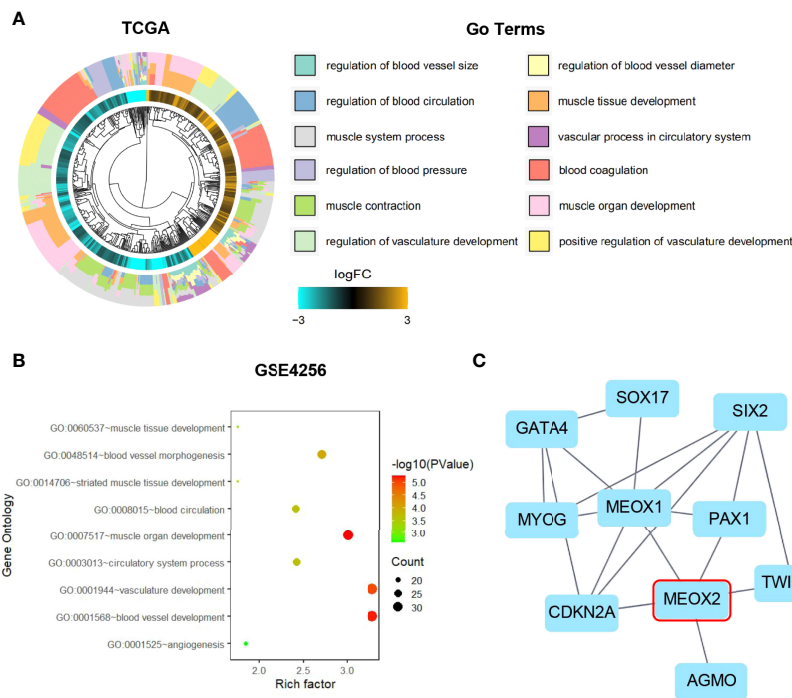 A
TCGA
Go Terms
regulation of blood vessel size
regulation of blood vessel diameter
regulation of blood circulation
muscle tissue development
muscle system process
vascular process in circulatory system
regulation of blood pressure
blood coagulation
muscle contraction
muscle organ development
regulation of vasculature development
positive regulation of vasculature development
logFC
−3 3
B
GSE4256
Gene Ontology
GO:0060537~muscle tissue development
GO:0048514~blood vessel morphogenesis
GO:0014706~striated muscle tissue development
GO:0008015~blood circulation
GO:0007517~muscle organ development
GO:0003013~circulatory system process
GO:0001944~vasculature development
GO:0001568~blood vessel development
GO:0001525~angiogenesis
2.0 2.5 3.0
Rich factor
-log10(PValue)
5.0
4.5
4.0
3.5
3.0
Count
20
25
30
C
SOX17
SIX2
GATA4
MYOG
MEOX1
PAX1
TWI
MEOX2
CDKN2A
AGMO